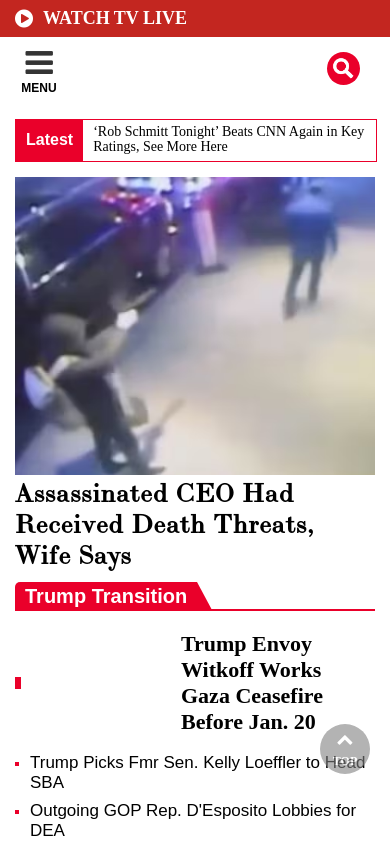 WATCH TV LIVE
MENU
Latest
‘Rob Schmitt Tonight’ Beats CNN Again in Key
Ratings, See More Here
Assassinated CEO Had
Received Death Threats,
Wife Says
Trump Transition
Trump Envoy
Witkoff Works
Gaza Ceasefire
Before Jan. 20
Trump Picks Fmr Sen. Kelly Loeffler to Head
SBA
Outgoing GOP Rep. D'Esposito Lobbies for
DEA